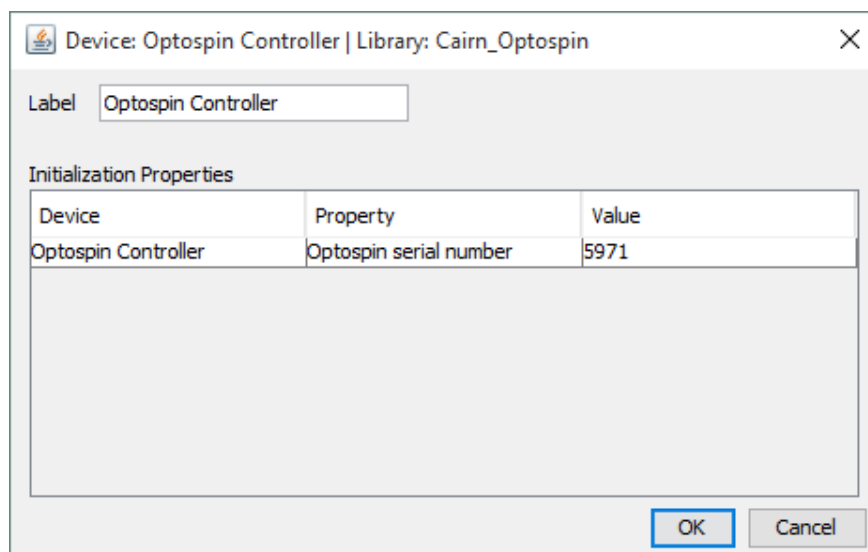 Device: Optospin Controller | Library: Cairn_Optospin
Label Optospin Controller
Initialization Properties
Device Property Value
Optospin Controller Optospin serial number 5971
OK Cancel